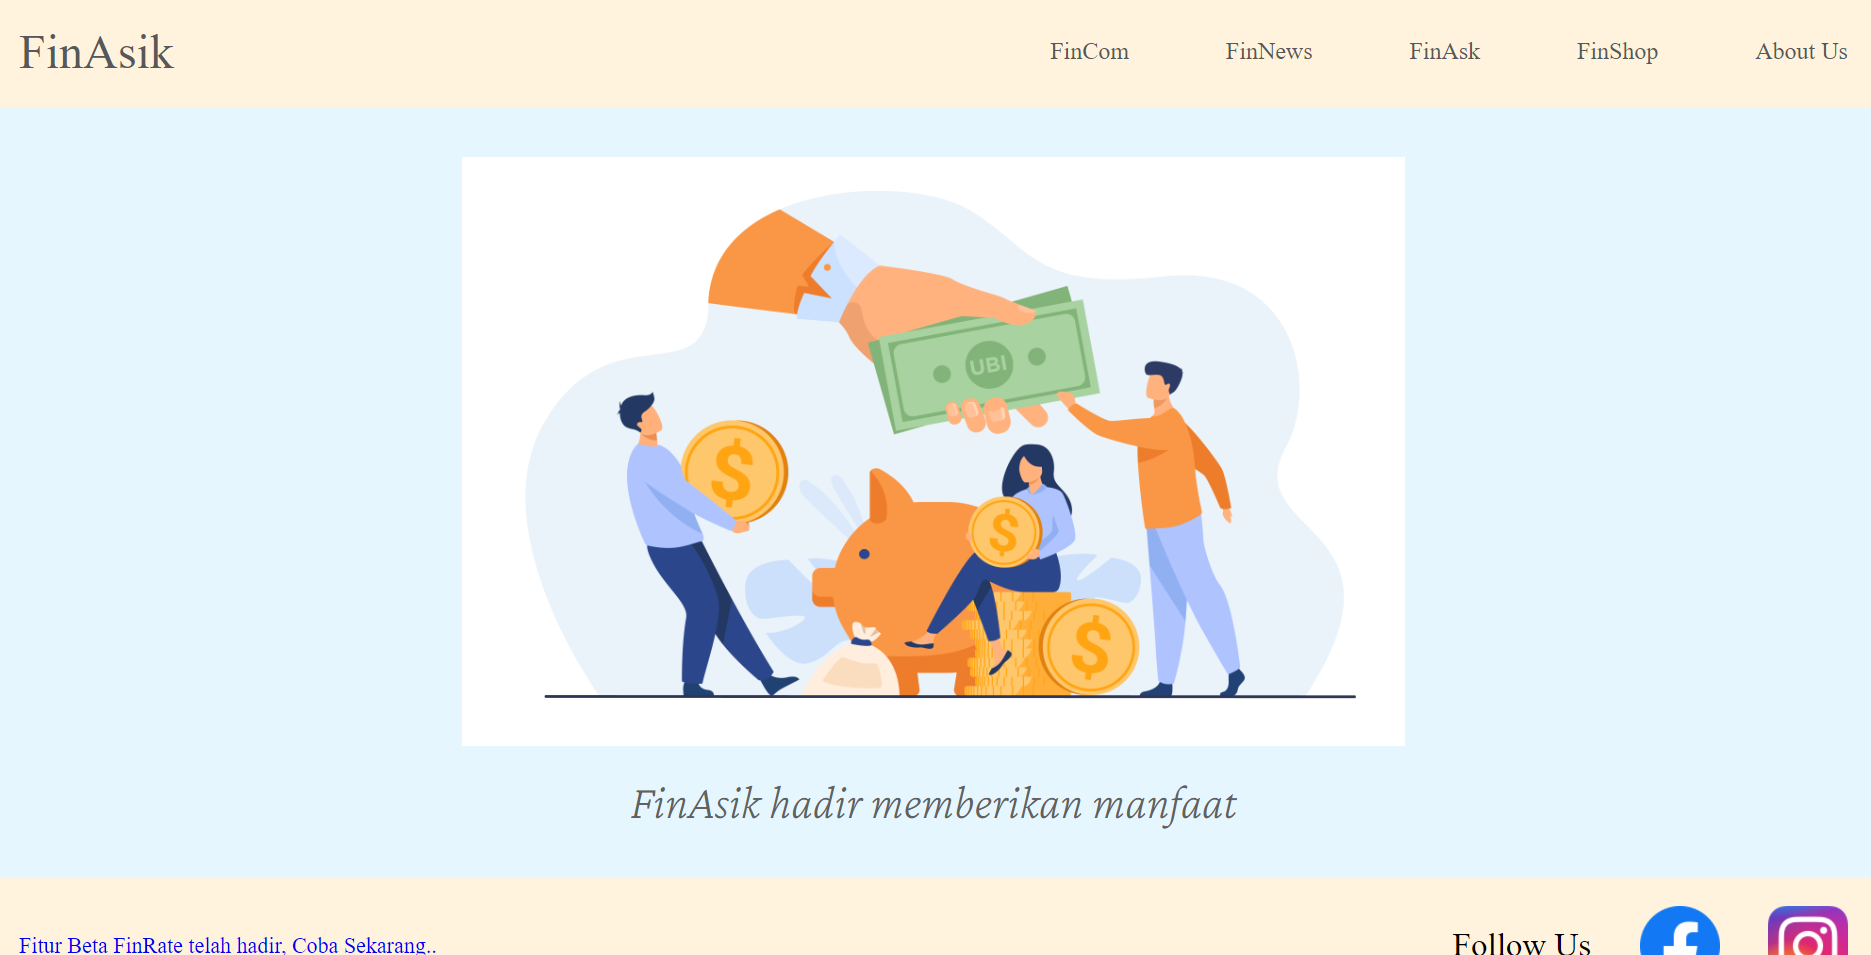 FinAsik
FinCom FinNews FinAsk FinShop About Us
UBI
$
$
$
FinAsik hadir memberikan manfaat
Fitur Beta FinRate telah hadir, Coba Sekarang..
Follow Us